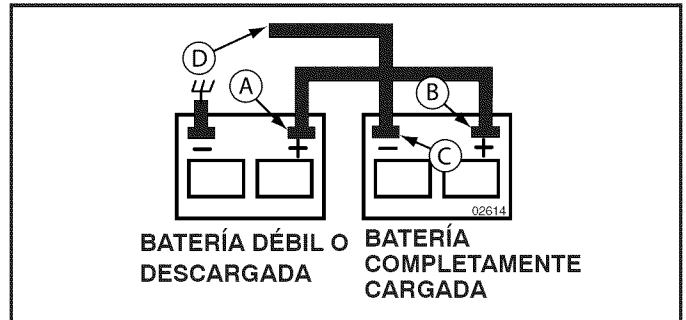 D
A
B
C
– + – +
02614
BATERÍA DÉBIL O
DESCARGADA
BATERÍA
COMPLETAMENTE
CARGADA